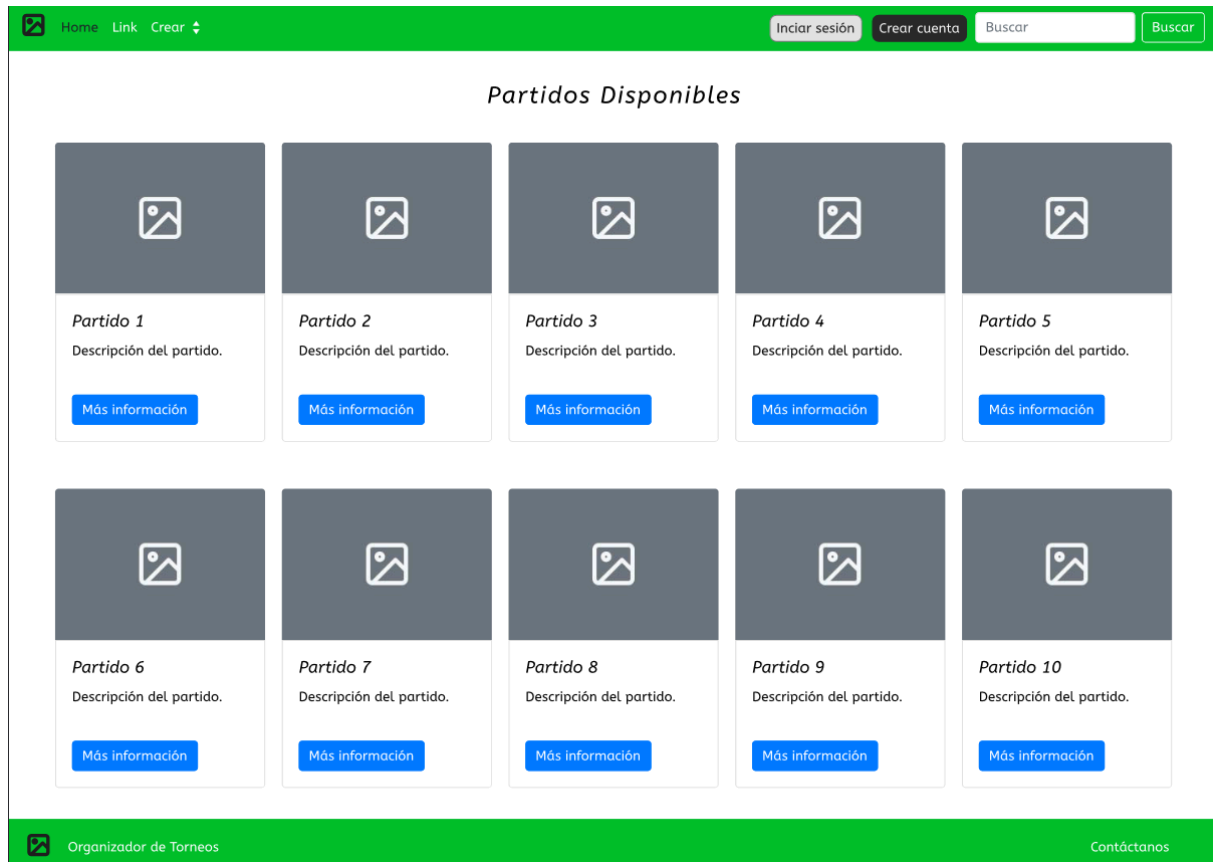 Home Link Crear Inciar sesión Crear cuenta Buscar Buscar
Partidos Disponibles
Partido 1 Partido 2 Partido 3 Partido 4 Partido 5
Descripción del partido. Descripción del partido. Descripción del partido. Descripción del partido. Descripción del partido.
Más información Más información Más información Más información Más información
Partido 6 Partido 7 Partido 8 Partido 9 Partido 10
Descripción del partido. Descripción del partido. Descripción del partido. Descripción del partido. Descripción del partido.
Más información Más información Más información Más información Más información
Organizador de Torneos Contáctanos